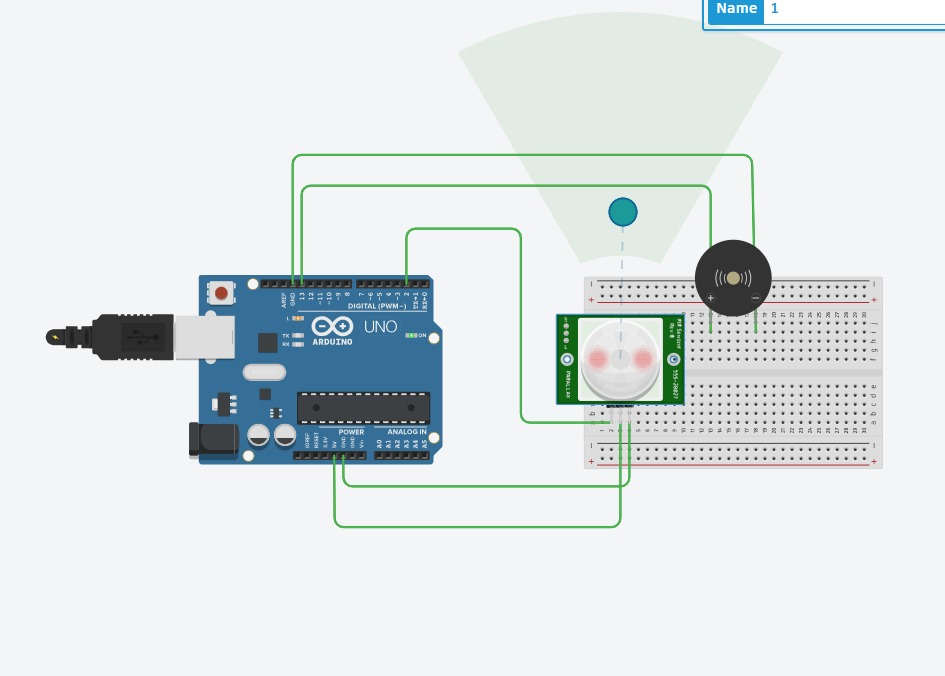 Name 1
AREF
GND
13
12
~11
~10
~9
8
7
~6
~5
4
~3
2
TX→1
RX←0
DIGITAL (PWM ~)
L
TX
RX
UNO
ARDUINO
ON
POWER
ANALOG IN
IOREF
RESET
3.3V
5V
GND
GND
Vin
A0
A1
A2
A3
A4
A5
PIR Sensor
Rev B
555-28027
PARALLAX
j
h
g
f
e
d
c
b
a